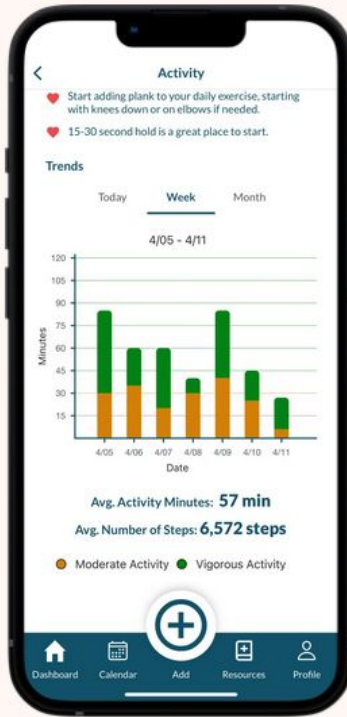 Activity
Start adding plank to your daily exercise, starting
with knees down or on elbows if needed.
15-30 second hold is a great place to start.
Trends
Today Week Month
4/05 - 4/11
120
105
90
75
60
45
30
15
Minutes
4/05 4/06 4/07 4/08 4/09 4/10 4/11
Date
Avg. Activity Minutes: 57 min
Avg. Number of Steps: 6,572 steps
Moderate Activity Vigorous Activity
Dashboard Calendar Add Resources Profile